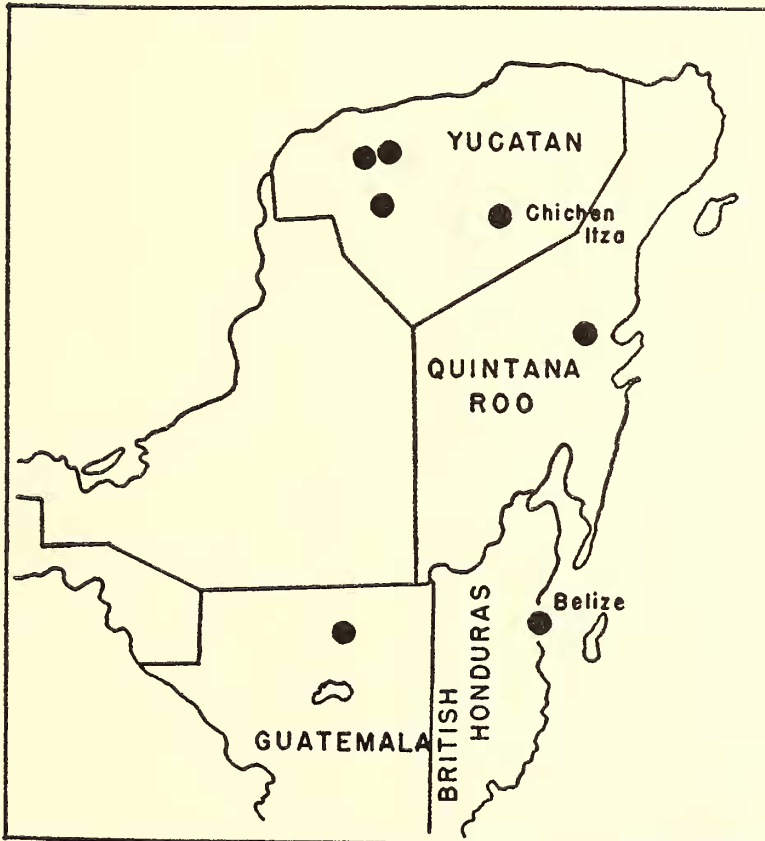 YUCATAN
Chichen
Itza
QUINTANA
ROO
Belize
BRITISH
HONDURAS
GUATEMALA